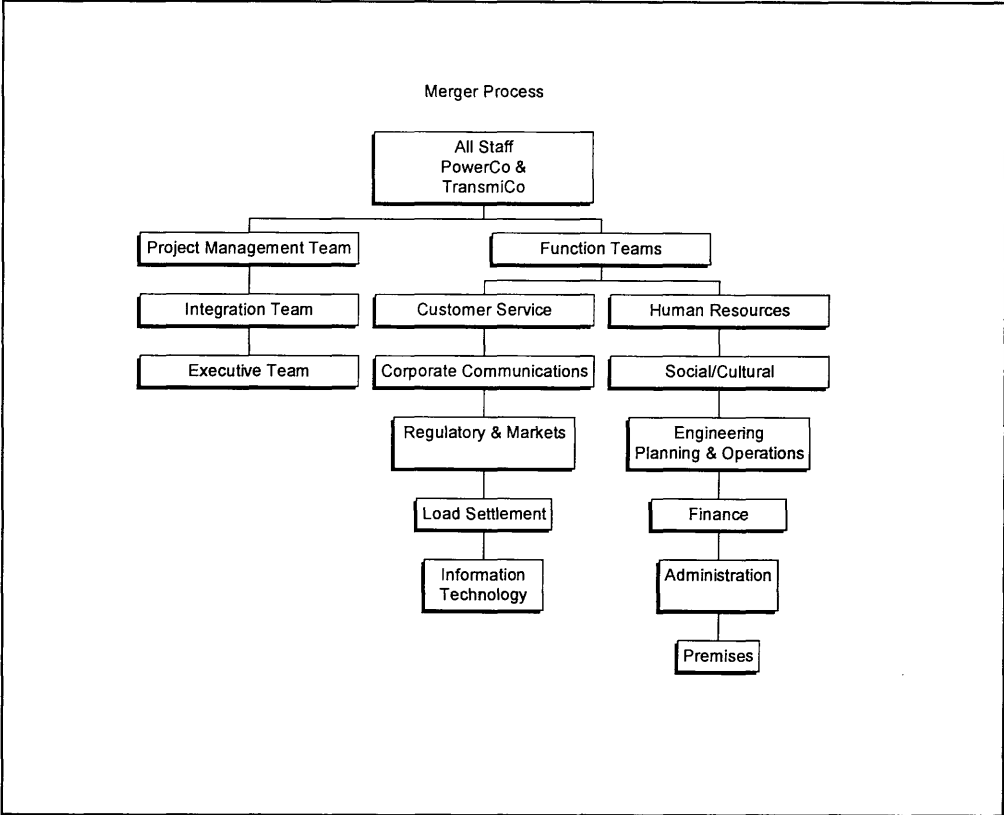 Merger Process
All Staff
PowerCo &
TransmiCo
Project Management Team
Function Teams
Integration Team
Customer Service
Human Resources
Executive Team
Corporate Communications
Social/Cultural
Regulatory & Markets
Engineering
Planning & Operations
Load Settlement
Finance
Information
Technology
Administration
Premises